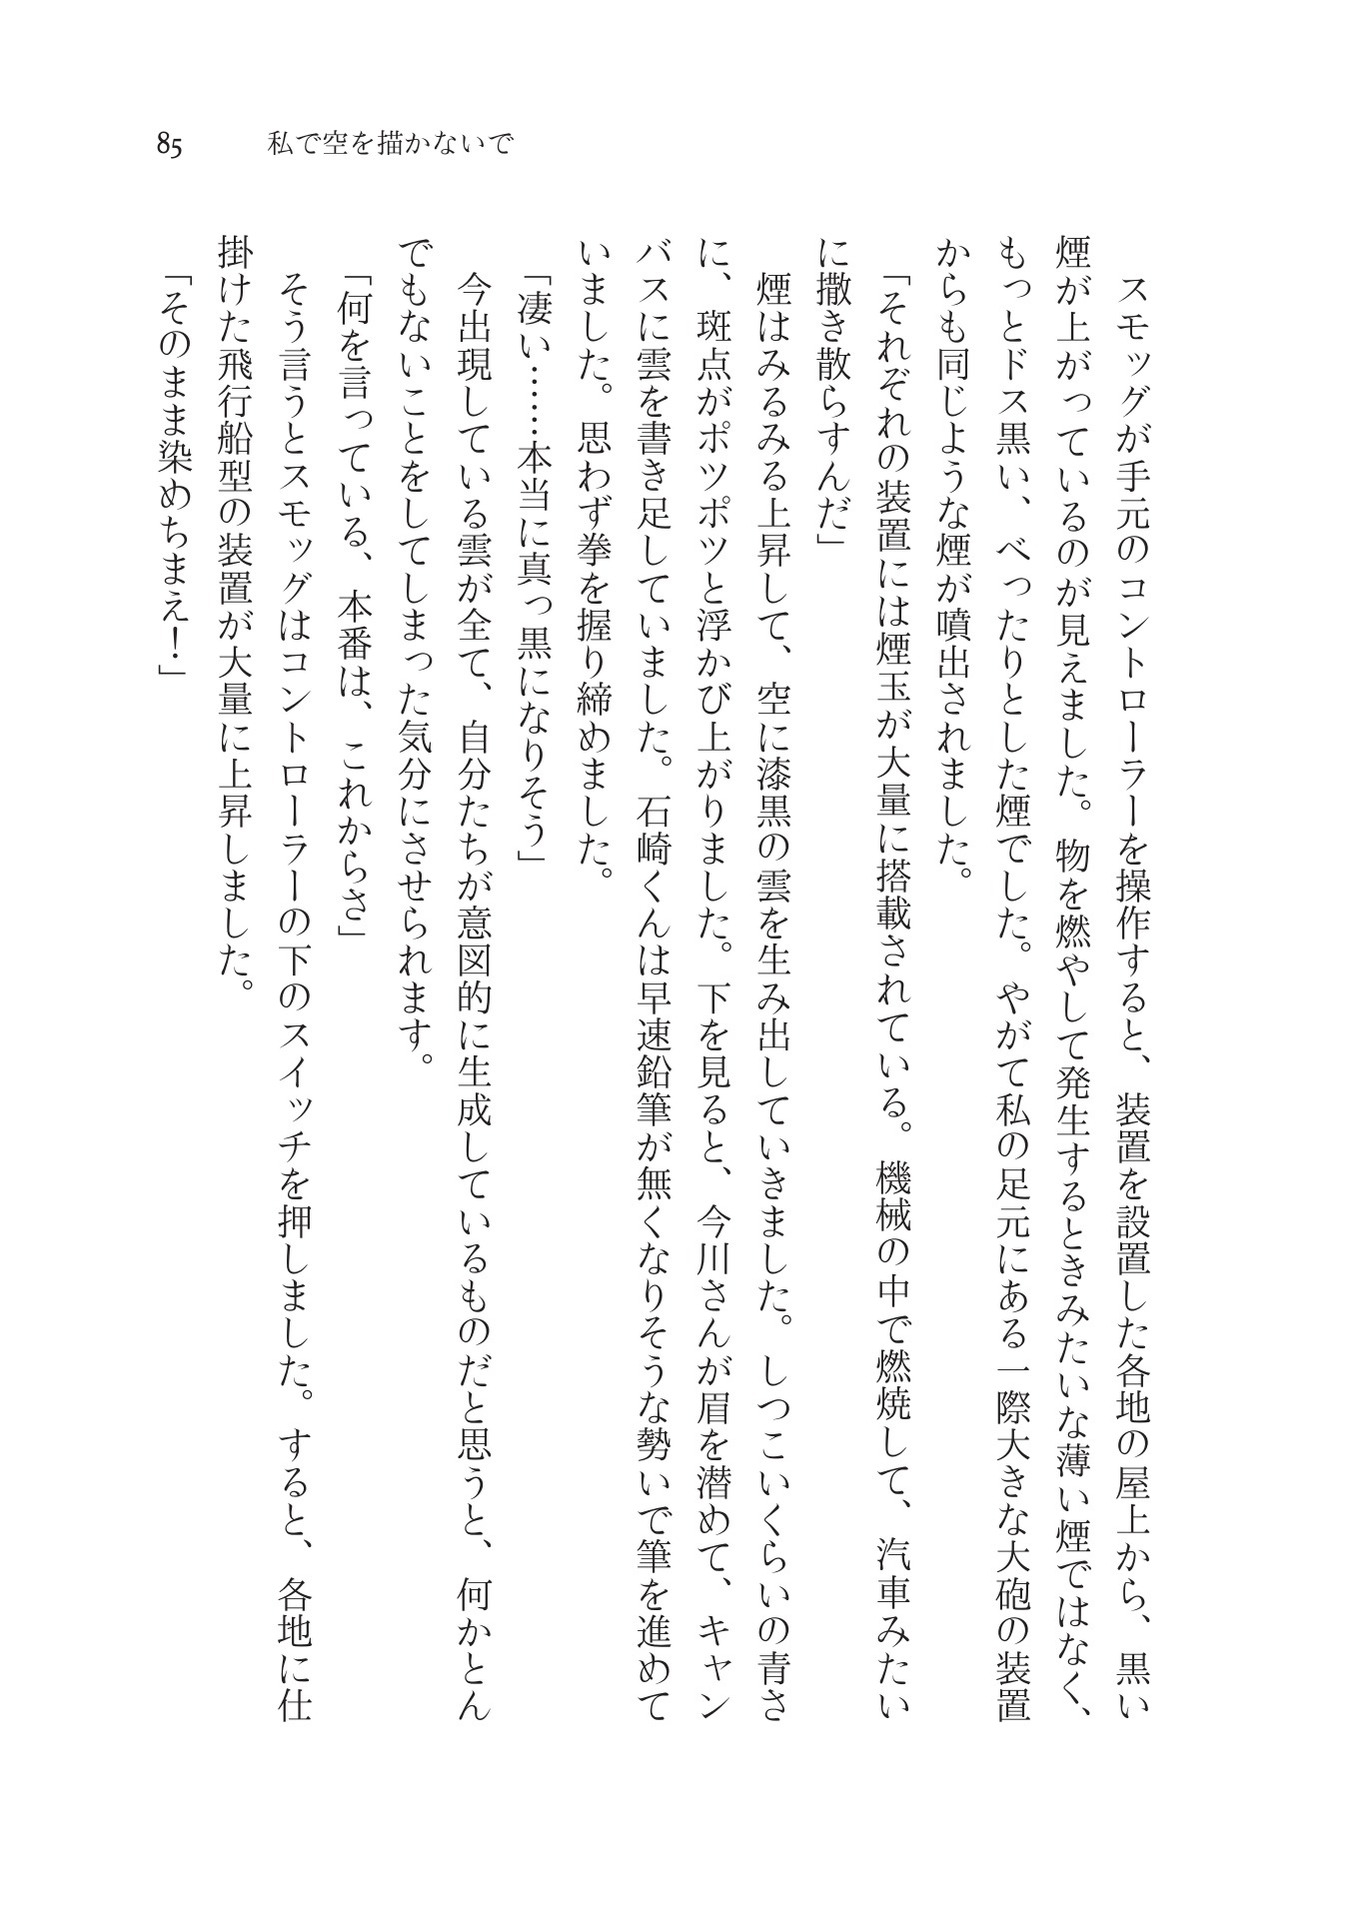 85　私で空を描かないで
　スモッグが手元のコントローラーを操作すると、装置を設置した各地の屋上から、黒い
煙が上がっているのが見えました。物を燃やして発生するときみたいな薄い煙ではなく、
もっとドス黒い、べったりとした煙でした。やがて私の足元にある一際大きな大砲の装置
からも同じような煙が噴出されました。
「それぞれの装置には煙玉が大量に搭載されている。機械の中で燃焼して、汽車みたい
に撒き散らすんだ」
　煙はみるみる上昇して、空に漆黒の雲を生み出していきました。しつこいくらいの青さ
に、斑点がポツポツと浮かび上がりました。下を見ると、今川さんが眉を潜めて、キャン
バスに雲を書き足していました。石崎くんは早速鉛筆が無くなりそうな勢いで筆を進めて
いました。思わず拳を握り締めました。
「凄い……本当に真っ黒になりそう」
　今出現している雲が全て、自分たちが意図的に生成しているものだと思うと、何かとん
でもないことをしてしまった気分にさせられます。
「何を言っている、本番は、これからさ」
　そう言うとスモッグはコントローラーの下のスイッチを押しました。すると、各地に仕
掛けた飛行船型の装置が大量に上昇しました。
「そのまま染めちまえ！」